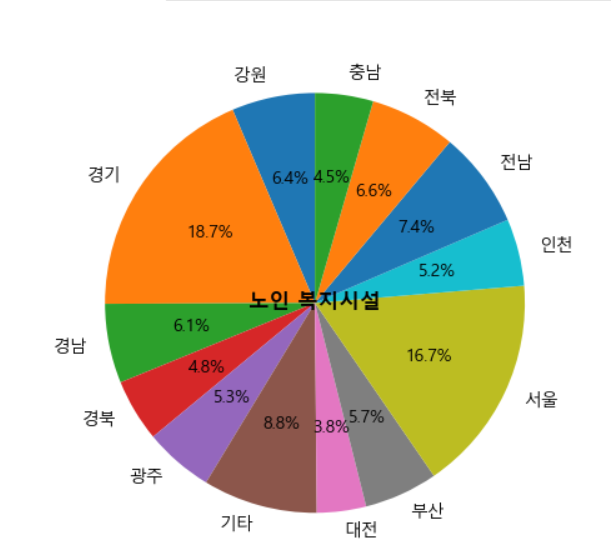 강원
6.4%
경기
18.7%
경남
6.1%
경북
4.8%
광주
5.3%
기타
8.8%
대전
3.8%
부산
5.7%
서울
16.7%
인천
5.2%
전남
7.4%
전북
6.6%
충남
4.5%
노인 복지시설